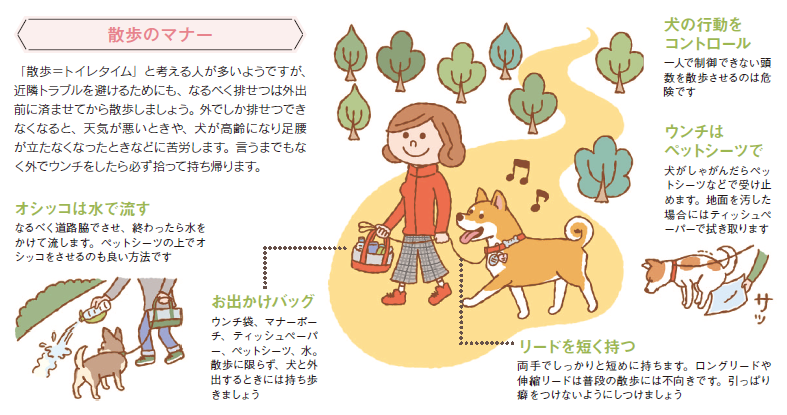 散歩のマナー
「散歩＝トイレタイム」と考える人が多いようですが、
近隣トラブルを避けるためにも、なるべく排せつは外出
前に済ませてから散歩しましょう。外でしか排せつできな
くなると、天気が悪いときや、犬が高齢になり足腰
が立たなくなったときなどに苦労します。言うまでもな
く外でウンチをしたら必ず拾って持ち帰ります。
オシッコは水で流す
なるべく道路脇でさせ、終わったら水を
かけて流します。ペットシーツの上でオ
シッコをさせるのも良い方法です
お出かけバッグ
ウンチ袋、マナーポー
チ、ティッシュペーパ
ー、ペットシーツ、水。
散歩に限らず、犬と外
出するときには持ち歩
きましょう
犬の行動を
コントロール
一人で制御できない頭
数を散歩させるのは危
険です
ウンチは
ペットシーツで
犬がしゃがんだらペッ
トシーツなどで受け止
めます。地面を汚した
場合にはティッシュペ
ーパーで拭き取ります
サッ
リードを短く持つ
両手でしっかりと短めに持ちます。ロングリードや
伸縮リードは普段の散歩には不向きです。引っぱり
癖をつけないようにしつけましょう